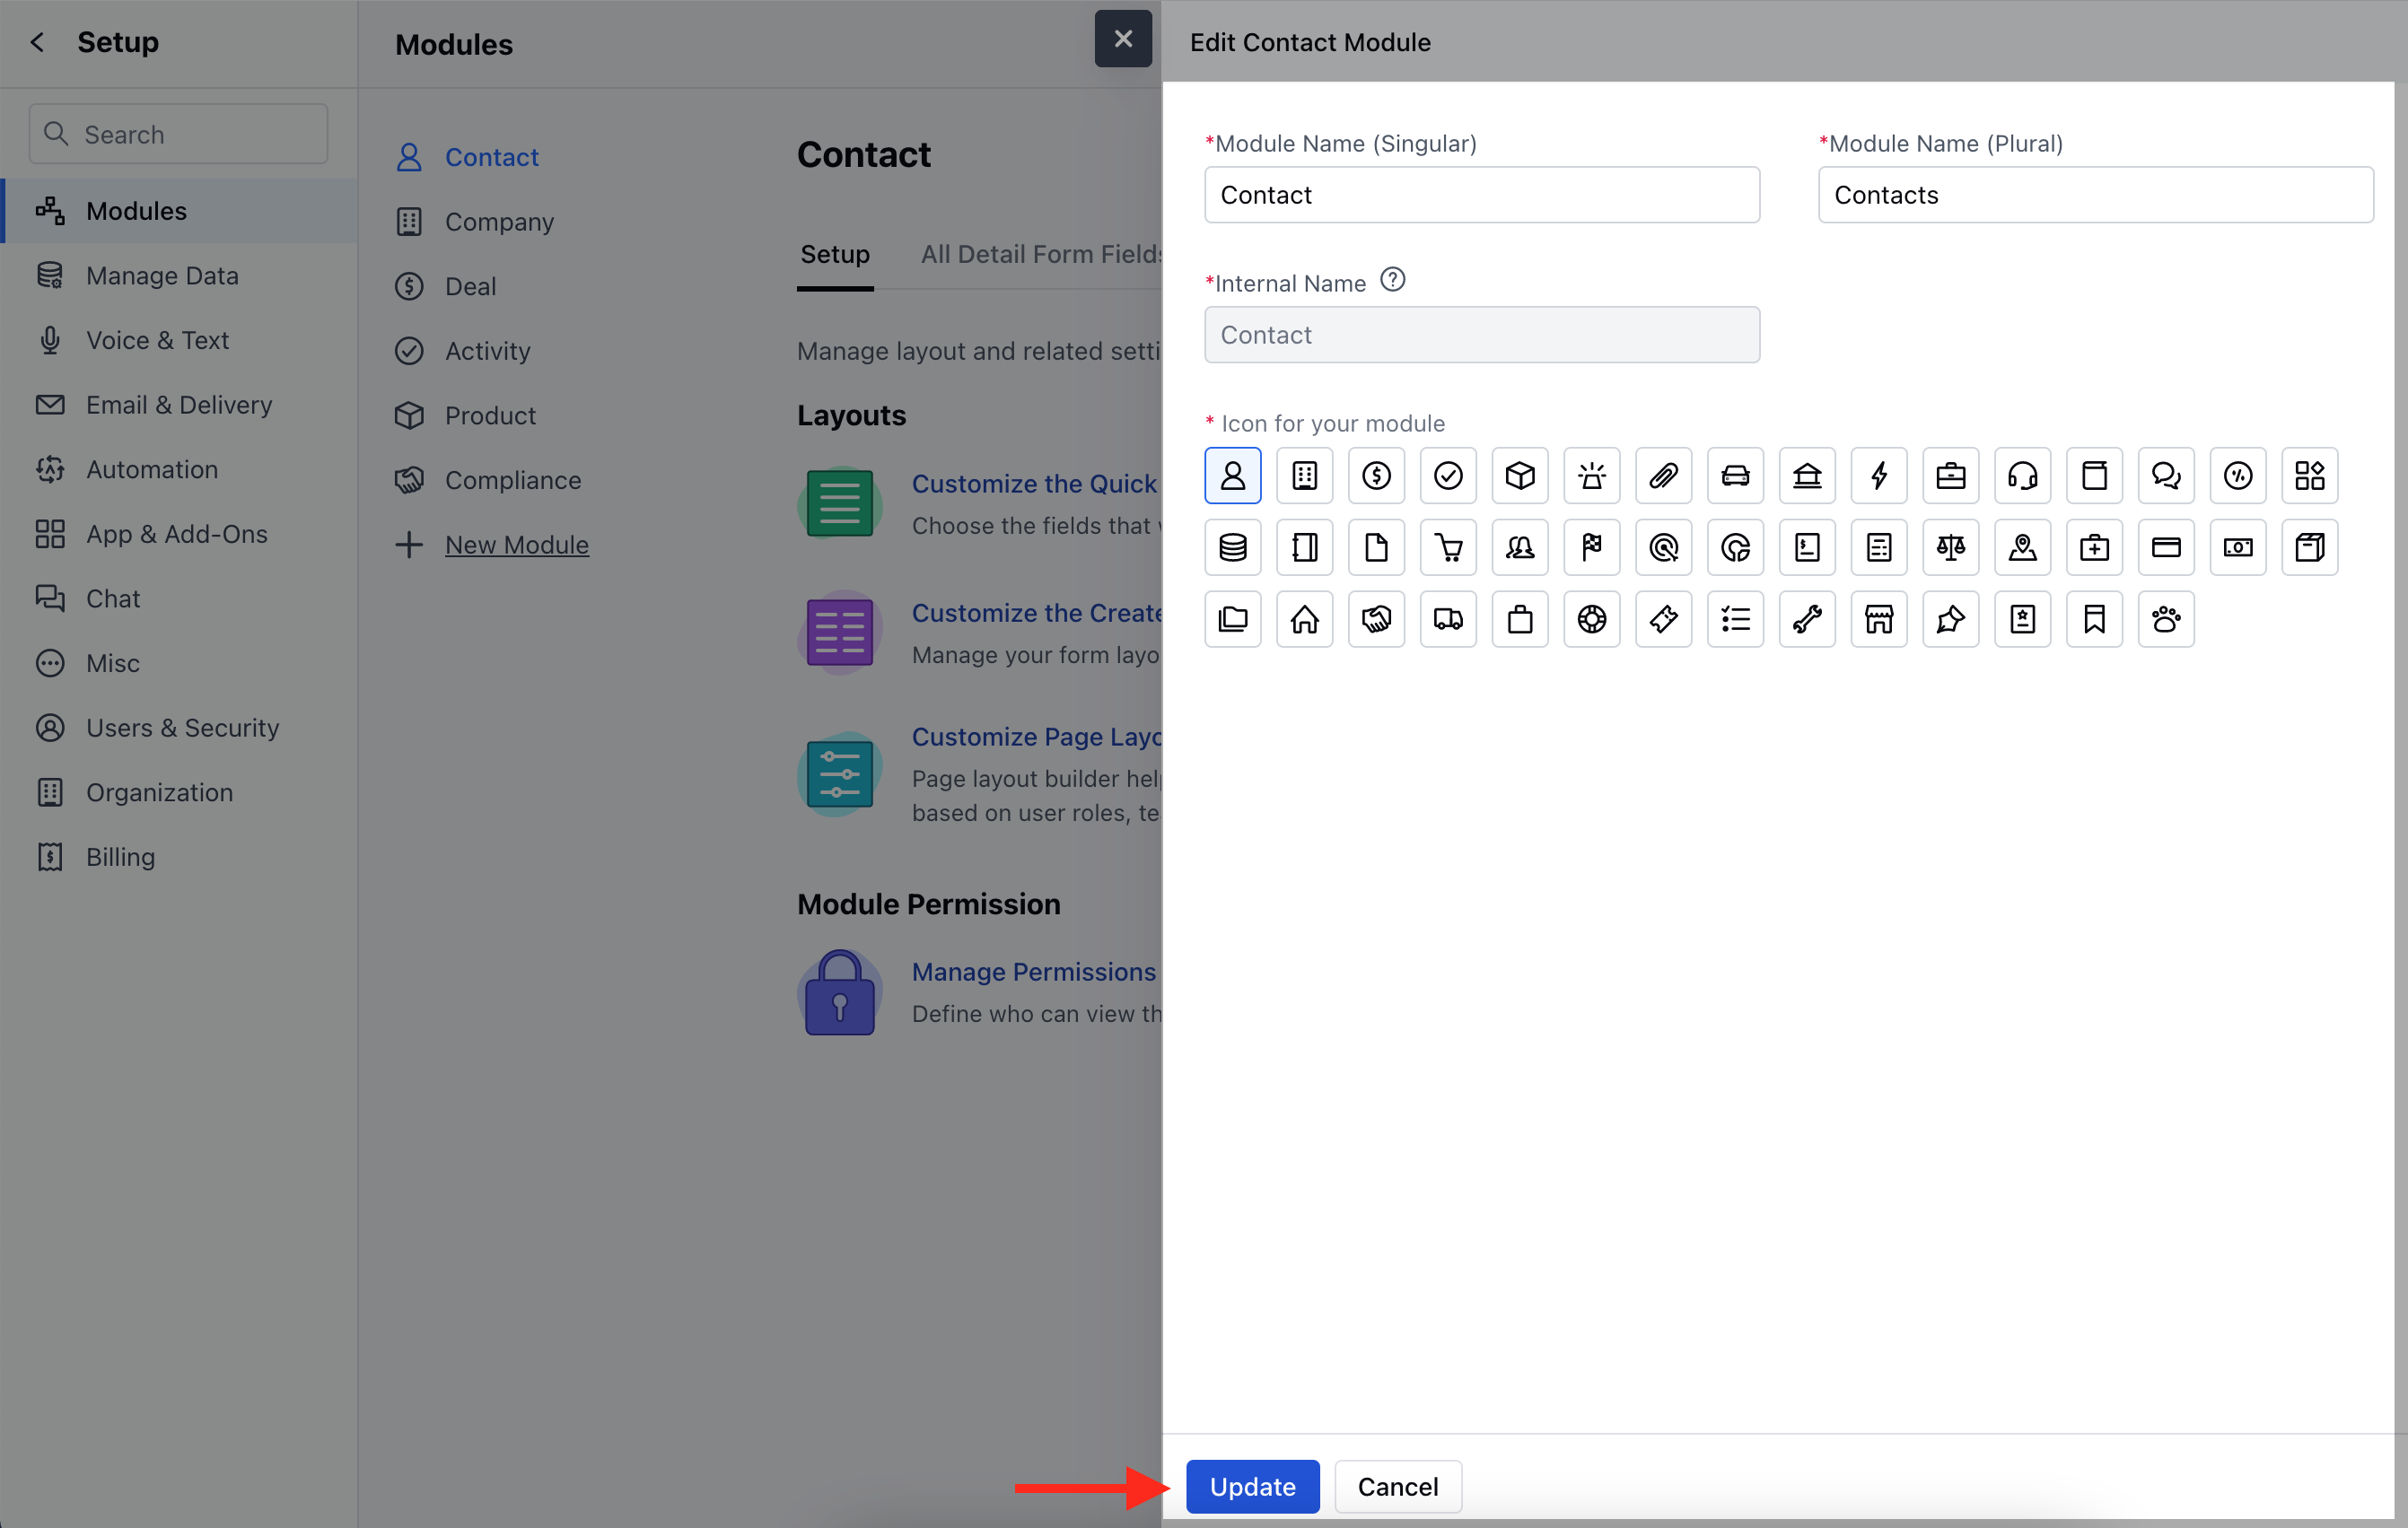 Setup
Search
Modules
Manage Data
Voice & Text
Email & Delivery
Automation
App & Add-Ons
Chat
Misc
Users & Security
Organization
Billing
Modules
Contact
Company
Deal
Activity
Product
Compliance
New Module
Contact
Setup All Detail Form Fields
Manage layout and related setti
Layouts
Customize the Quick
Choose the fields that
Customize the Create
Manage your form layo
Customize Page Layo
Page layout builder hel
based on user roles, te
Module Permission
Manage Permissions
Define who can view th
Edit Contact Module
*Module Name (Singular) *Module Name (Plural)
Contact Contacts
*Internal Name
Contact
* Icon for your module
Update Cancel